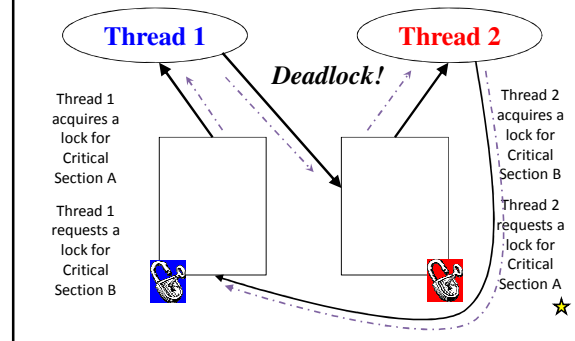 Thread 1
Thread 2
Deadlock!
Thread 1
acquires a
lock for
Critical
Section A
Thread 1
requests a
lock for
Critical
Section B
Thread 2
acquires a
lock for
Critical
Section B
Thread 2
requests a
lock for
Critical
Section A